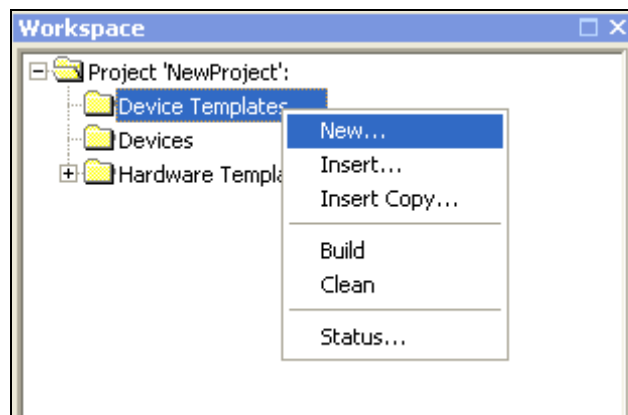 Workspace
Project 'NewProject':
Device Templates
Devices
Hardware Templa
New...
Insert...
Insert Copy...
Build
Clean
Status...